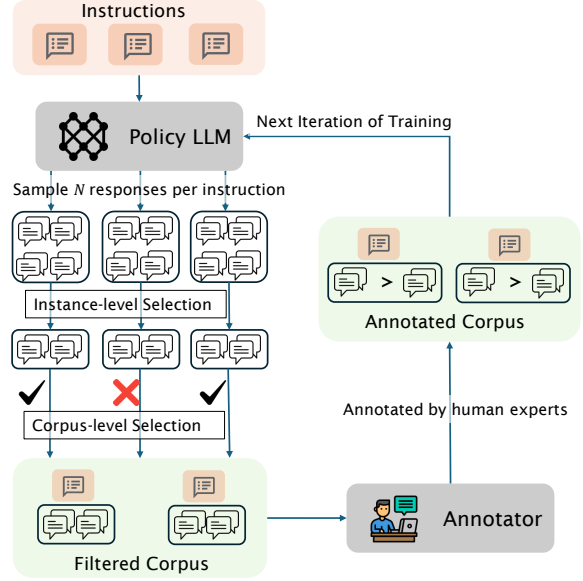 Instructions
Policy LLM
Next Iteration of Training
Sample N responses per instruction
Instance-level Selection
> >
Annotated Corpus
Corpus-level Selection
Annotated by human experts
Annotator
Filtered Corpus